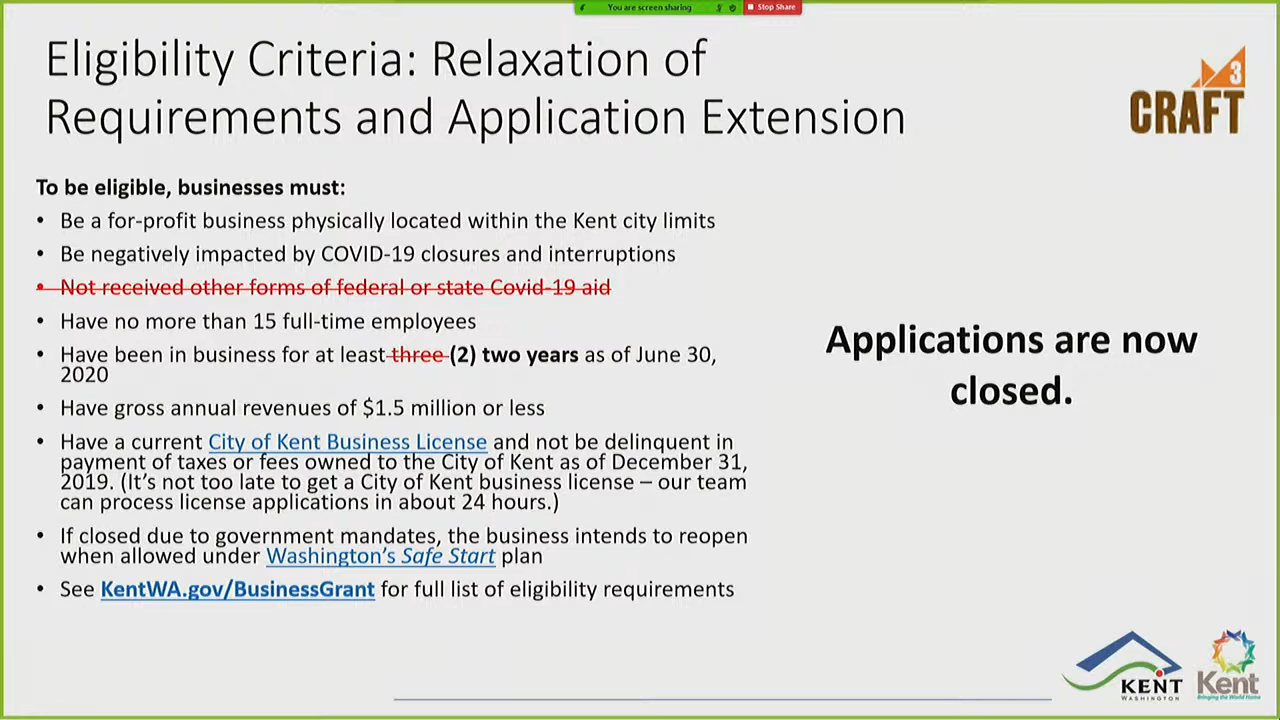 You are screen sharing
Stop Share
Eligibility Criteria: Relaxation of
Requirements and Application Extension
3
CRAFT
To be eligible, businesses must:
• Be a for-profit business physically located within the Kent city limits
• Be negatively impacted by COVID-19 closures and interruptions
• Not received other forms of federal or state Covid-19 aid
• Have no more than 15 full-time employees
• Have been in business for at least three (2) two years as of June 30,
2020
• Have gross annual revenues of $1.5 million or less
• Have a current City of Kent Business License and not be delinquent in
payment of taxes or fees owned to the City of Kent as of December 31,
2019. (It's not too late to get a City of Kent business license – our team
can process license applications in about 24 hours.)
• If closed due to government mandates, the business intends to reopen
when allowed under Washington's Safe Start plan
• See KentWA.gov/BusinessGrant for full list of eligibility requirements
Applications are now
closed.
KENT
WASHINGTON
Kent
Bringing the World Home